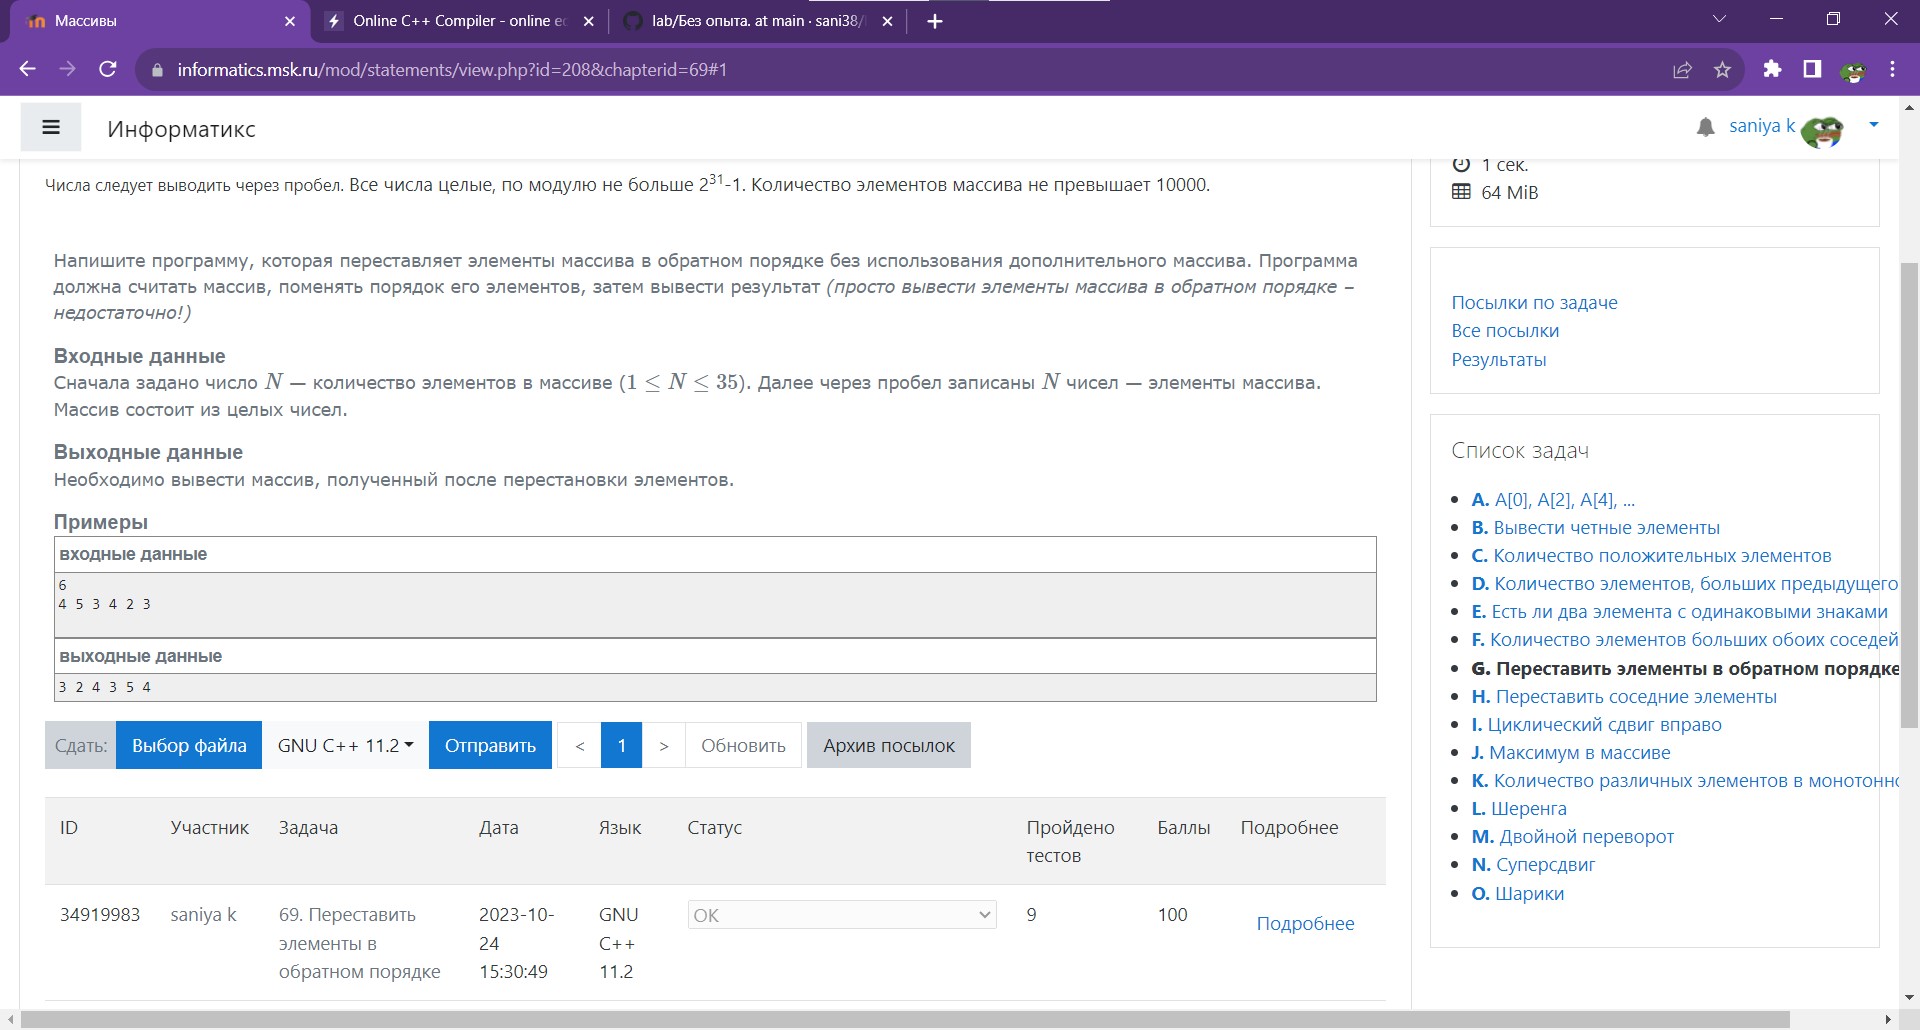 Массивы
Online C++ Compiler - online e
lab/Без опыта. at main · sani38/
informatics.msk.ru/mod/statements/view.php?id=208&chapterid=69#1
Информатикс
saniya k
Числа следует выводить через пробел. Все числа целые, по модулю не больше 2^31-1. Количество элементов массива не превышает 10000.
Напишите программу, которая переставляет элементы массива в обратном порядке без использования дополнительного массива. Программа
должна считать массив, поменять порядок его элементов, затем вывести результат (просто вывести элементы массива в обратном порядке –
недостаточно!)
Входные данные
Сначала задано число N — количество элементов в массиве (1 ≤ N ≤ 35). Далее через пробел записаны N чисел — элементы массива.
Массив состоит из целых чисел.
Выходные данные
Необходимо вывести массив, полученный после перестановки элементов.
Примеры
входные данные
6
4 5 3 4 2 3
выходные данные
3 2 4 3 5 4
Сдать: Выбор файла GNU C++ 11.2 Отправить < 1 > Обновить Архив посылок
ID Участник Задача Дата Язык Статус Пройдено тестов Баллы Подробнее
34919983 saniya k 69. Переставить элементы в обратном порядке 2023-10-24 15:30:49 GNU C++ 11.2 OK 9 100 Подробнее
1 сек.
64 MiB
Посылки по задаче
Все посылки
Результаты
Список задач
A. A[0], A[2], A[4], ...
B. Вывести четные элементы
C. Количество положительных элементов
D. Количество элементов, больших предыдущего
E. Есть ли два элемента с одинаковыми знаками
F. Количество элементов больших обоих соседей
G. Переставить элементы в обратном порядке
H. Переставить соседние элементы
I. Циклический сдвиг вправо
J. Максимум в массиве
K. Количество различных элементов в монотонно
L. Шеренга
M. Двойной переворот
N. Суперсдвиг
O. Шарики